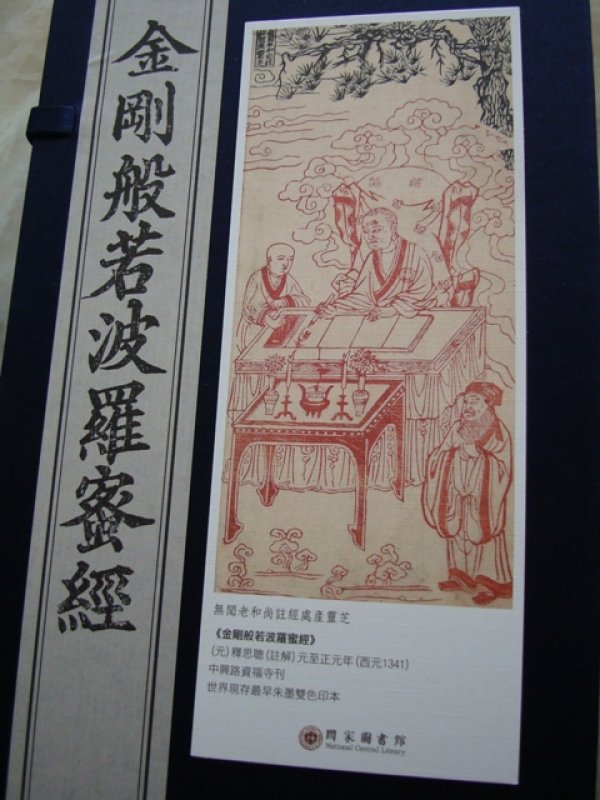 金剛般若波羅蜜經
無聞老和尚註經處產靈芝
《金剛般若波羅蜜經》
(元) 釋思聰 (註解) 元至正元年 (西元1341)
中興路資福寺刊
世界現存最早朱墨雙色印本
國家圖書館
National Central Library